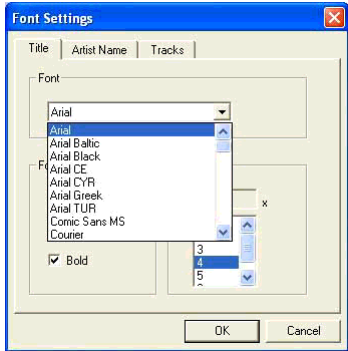 Font Settings
Title Artist Name Tracks
Font
Arial
Arial
Arial Baltic
Arial Black
Arial CE
Arial CYR
Arial Greek
Arial TUR
Comic Sans MS
Courier
x
3
4
5
Bold
OK Cancel